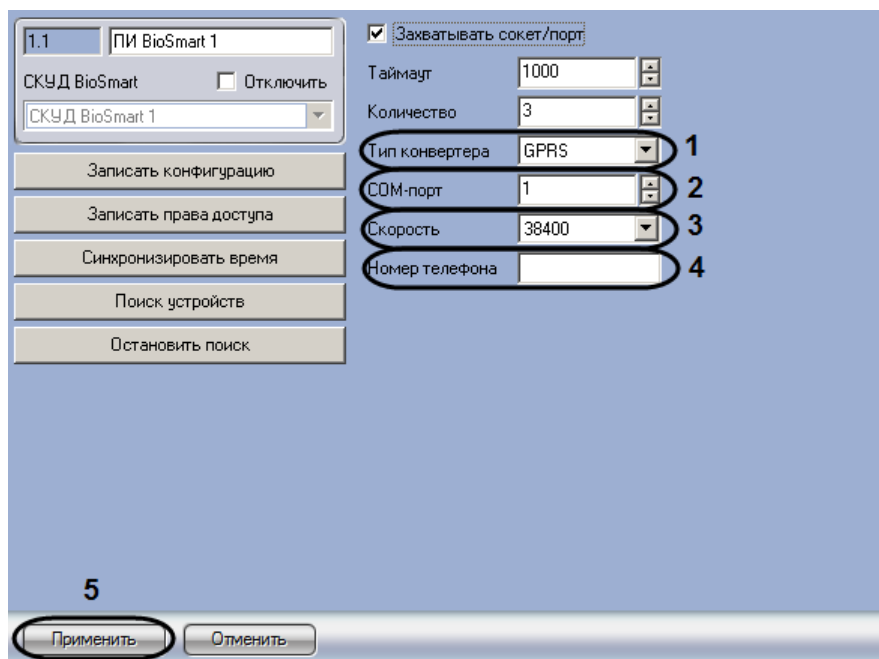 1.1 ПИ BioSmart 1
СКУД BioSmart Отключить
СКУД BioSmart 1
Записать конфигурацию
Записать права доступа
Синхронизировать время
Поиск устройств
Остановить поиск
Захватывать сокет/порт
Таймаут 1000
Количество 3
Тип конвертера GPRS 1
COM-порт 1 2
Скорость 38400 3
Номер телефона 4
5
Применить Отменить